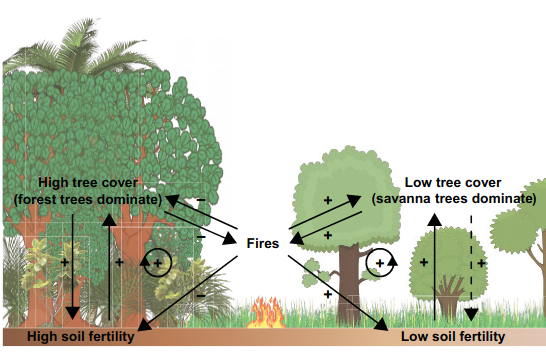 High tree cover
(forest trees dominate)
Low tree cover
(savanna trees dominate)
–
+
–
+
Fires
+
+
+
+
+
+
–
+
High soil fertility
Low soil fertility